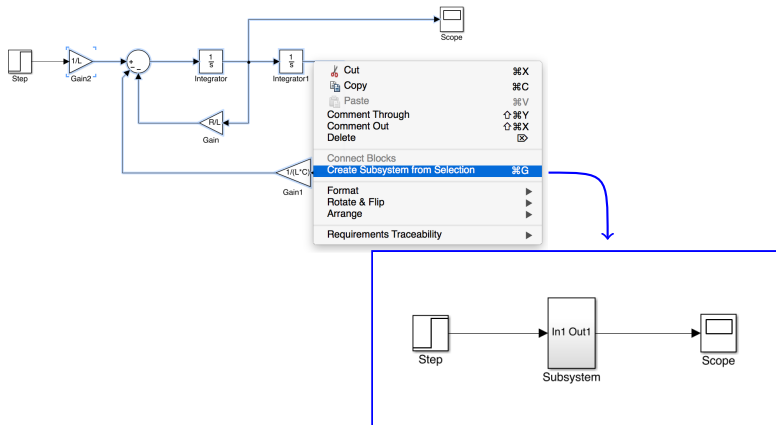 Scope
1/L
+
−
−
1
s
1
s
Step
Gain2
Integrator
Integrator1
R/L
Gain
1/(L*C)
Gain1
Cut ⌘X
Copy ⌘C
Paste ⌘V
Comment Through ⇧⌘Y
Comment Out ⇧⌘X
Delete ⌦
Connect Blocks
Create Subsystem from Selection ⌘G
Format
Rotate & Flip
Arrange
Requirements Traceability
In1 Out1
Step
Subsystem
Scope